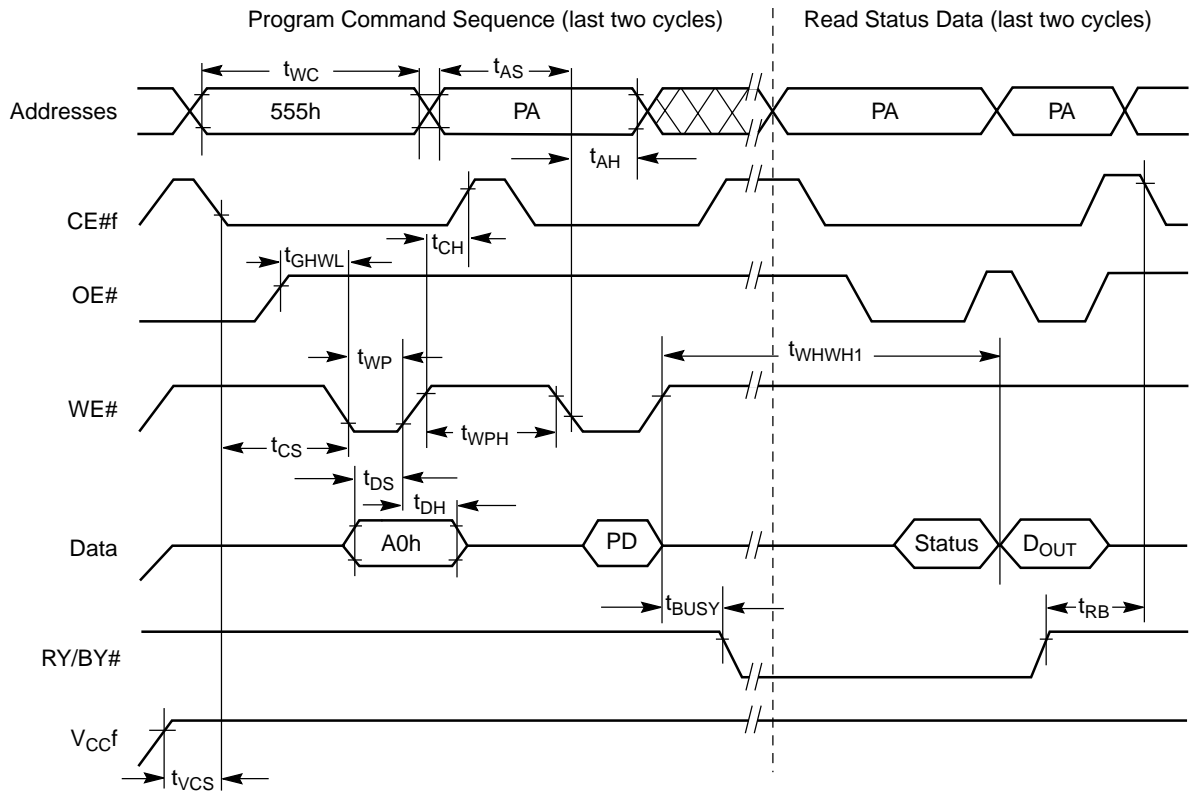 Program Command Sequence (last two cycles)
Read Status Data (last two cycles)
tWC
tAS
Addresses
555h
PA
PA
PA
tAH
CE#f
tCH
tGHWL
OE#
tWP
tWHWH1
WE#
tCS
tWPH
tDS
tDH
Data
A0h
PD
Status
DOUT
tBUSY
tRB
RY/BY#
VCCf
tVCS